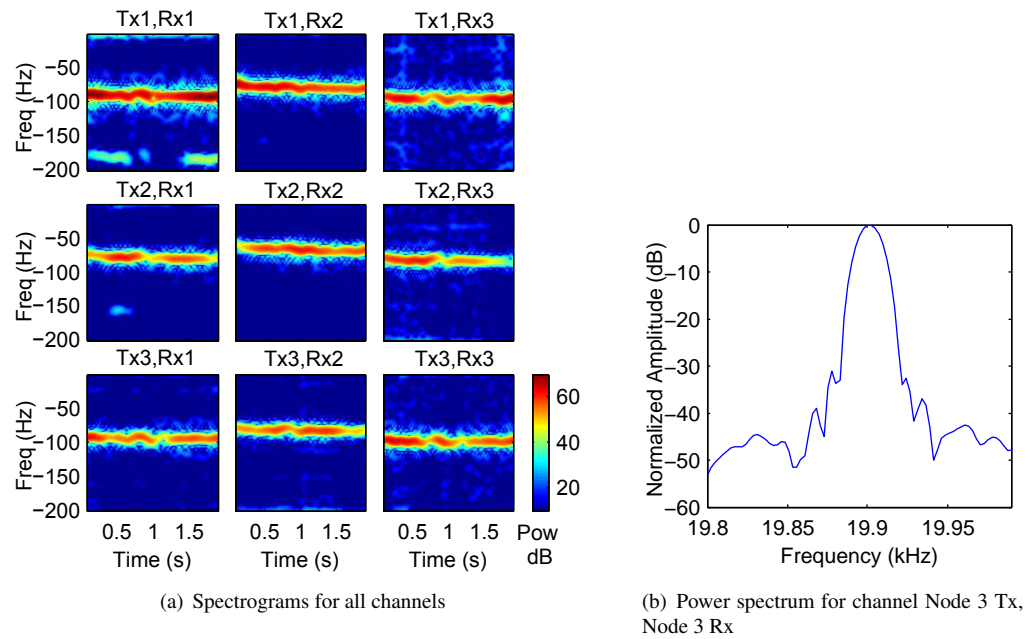 Tx1,Rx1 Tx1,Rx2 Tx1,Rx3
−50
−100
−150
−200
Freq (Hz)
Tx2,Rx1 Tx2,Rx2 Tx2,Rx3
−50
−100
−150
−200
Freq (Hz)
Tx3,Rx1 Tx3,Rx2 Tx3,Rx3
−50
−100
−150
−200
Freq (Hz)
0.5 1 1.5 0.5 1 1.5 0.5 1 1.5
Time (s) Time (s) Time (s)
60
40
20
Pow
dB
(a) Spectrograms for all channels
0
−10
−20
−30
−40
−50
−60
Normalized Amplitude (dB)
19.8 19.85 19.9 19.95
Frequency (kHz)
(b) Power spectrum for channel Node 3 Tx,
Node 3 Rx